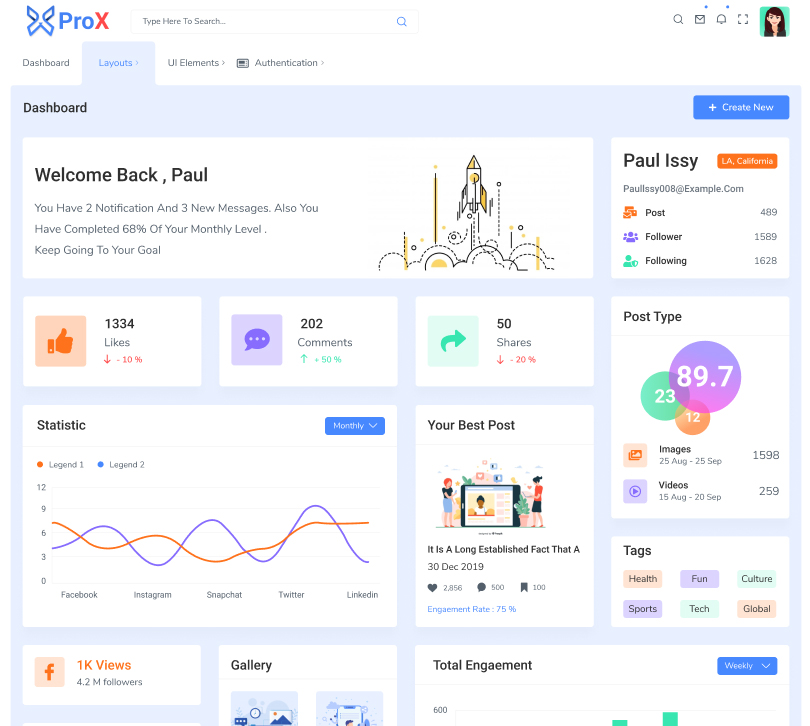 ProX
Type Here To Search...
Dashboard
Layouts
UI Elements
Authentication
Dashboard
+ Create New
Welcome Back , Paul
You Have 2 Notification And 3 New Messages. Also You
Have Completed 68% Of Your Monthly Level .
Keep Going To Your Goal
Paul Issy
LA, California
PaulIssy008@Example.Com
Post 489
Follower 1589
Following 1628
1334
Likes
- 10 %
202
Comments
+ 50 %
50
Shares
- 20 %
Post Type
89.7
23
12
Images
25 Aug - 25 Sep
1598
Videos
15 Aug - 20 Sep
259
Statistic
Monthly
Legend 1
Legend 2
12
9
6
3
0
Facebook
Instagram
Snapchat
Twitter
Linkedin
Your Best Post
It Is A Long Established Fact That A
30 Dec 2019
2,856
500
100
Engaement Rate : 75 %
Tags
Health
Fun
Culture
Sports
Tech
Global
1K Views
4.2 M followers
Gallery
Total Engaement
Weekly
600